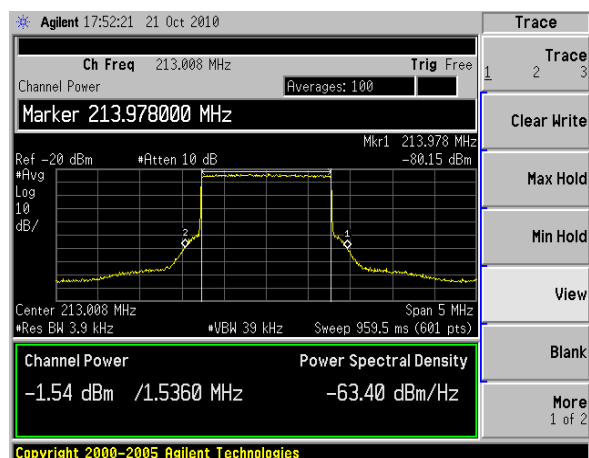 Agilent 17:52:21 21 Oct 2010
Trace
Ch Freq 213.008 MHz Trig Free
Channel Power Averages: 100
Marker 213.978000 MHz
Mkr1 213.978 MHz
Ref -20 dBm #Atten 10 dB -80.15 dBm
#Avg
Log
10
dB/
2
1
Center 213.008 MHz Span 5 MHz
#Res BW 3.9 kHz #VBW 39 kHz Sweep 959.5 ms (601 pts)
Channel Power Power Spectral Density
-1.54 dBm /1.5360 MHz -63.40 dBm/Hz
Copyright 2000-2005 Agilent Technologies
Trace
1 2 3
Clear Write
Max Hold
Min Hold
View
Blank
More
1 of 2